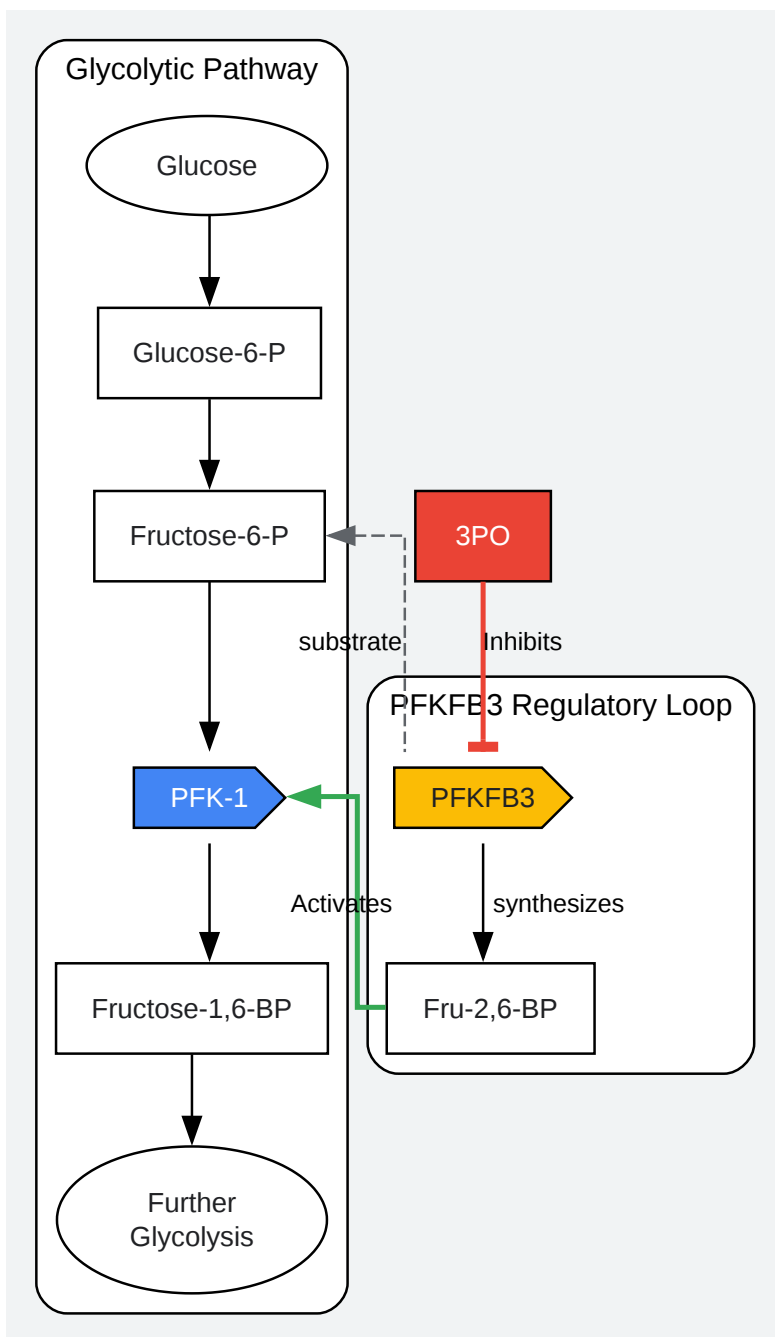 Glycolytic Pathway
Glucose
Glucose-6-P
Fructose-6-P
3PO
substrate
Inhibits
PFKFB3 Regulatory Loop
PFK-1
PFKFB3
Activates
synthesizes
Fructose-1,6-BP
Fru-2,6-BP
Further
Glycolysis